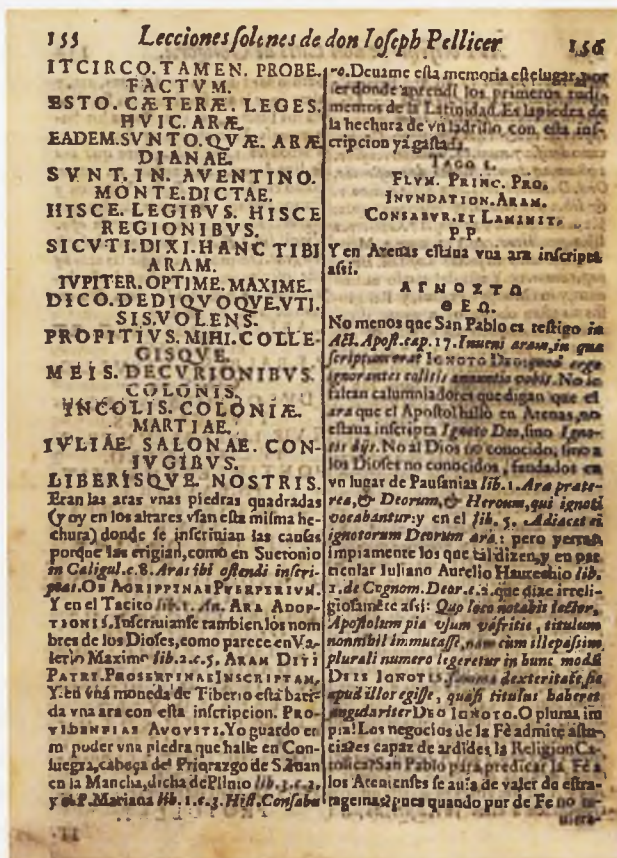 155 Lecciones solenes de don Ioseph Pellicer 156
ITCIRCO.TAMEN. PROBE.
FACTVM.
ESTO. CÆTERÆ. LEGES.
HVIC. ARÆ.
EADEM.SVNTO.QVÆ. ARÆ
DIANAE.
SVNT. IN. AVENTINO.
MONTE.DICTAE.
HISCE. LEGIBVS. HISCE
REGIONIBVS.
SICVTI.DIXI.HANC TIBI
ARAM.
IVPITER. OPTIME. MAXIME.
DICO.DEDIQVOQVE.VTI.
SIS.VOLENS.
PROPITIVS.MIHI.COLLE-
GISQVE.
MEIS.DECVRIONIBVS.
COLONIS.
INCOLIS. COLONIÆ.
MARTIAE.
IVLIAE. SALONAE. CON-
IVGIBVS.
LIBERISQVE. NOSTRIS.
Eran las aras vnas piedras quadradas
(y oy en los altares vsan esta misma he-
chura) donde se inscriuian las causas
porque las erigian, como en Suetonio
in Caligul.c.8. Aras ibi ostendi inscri-
ptas. OB AGRIPPINAE PVERPERIVM.
Y en el Tacito lib.1. An. ARA ADOP-
TIONIS. Inscriuianse tambien los nom
bres de los Dioses, como parece en Va-
lerio Maximo lib.2.c.5. ARAM DITI
PATRI. PROSERPINAE INSCRIPTAM,
Y en vna moneda de Tiberio està bati-
da vna ara con esta inscripcion. PRO-
VIDENTIAE AVGVSTI. Yo guardo en
mi poder vna piedra que halle en Con-
suegra, cabeça del Priorazgo de S. Iuan
en la Mancha, dicha de Plinio lib.3.c.3.
y el P. Mariana lib. 1.c.3. Hist. Consabu
ro. Deuame esta memoria este lugar, por
ser donde aprendi los primeros rudi-
mentos de la Latinidad. Es la piedra de
la hechura de vn ladrillo con esta ins-
cripcion yà gastada.
TAGO
FLVM. PRINC. PRO.
INVNDATION. ARAM.
CONSABVR. ET LAMINIT.
P.P.
Y en Atenas estaua vna ara inscripta
assi.
ΑΓΝΟΣΤΩ
ΘΕΩ.
No menos que San Pablo es testigo in
Act. Apost. cap. 17. Inueni aram, in qua
scriptum erat IGNOTO DEO: quod ergo
ignorantes colitis annuntio vobis. No le
faltan calumniadores que digan que el
ara que el Apostol hallò en Atenas, no
estaua inscripta Ignoto Deo, sino Igno-
tis dijs. No al Dios no conocido, sino a
los Dioses no conocidos, fundados en
vn lugar de Pausanias lib. 1. Ara præte-
rea, & Deorum, & Heroum, qui ignoti
vocabantur: y en el lib. 5. Adiacet ei
ignotorum Deorum ara: pero yerran
impiamente los que tal dizen, y en par
ticular Iuliano Aurelio lib.
1. de Cognom. Deor.c.2. que dize irreli-
giosamẽte assi: Quo loco notabit lector,
Apostolum pia vsum vafritie, titulum
nonnihil immutasse, nam cum
plurali numero legeretur in hunc modũ
DIIS IGNOTIS, dexteritate, sic
apud illos egisse, quasi titulus haberet
singulariter DEO IGNOTO. O pluma im
pia! Los negocios de la Fè admitẽ astu-
cias es capaz de ardides, la Religion Ca-
tolica? San Pablo para predicar la Fè a
los Atenienses se auia de valer de estra-
tagemas? pues quando por de Fe no